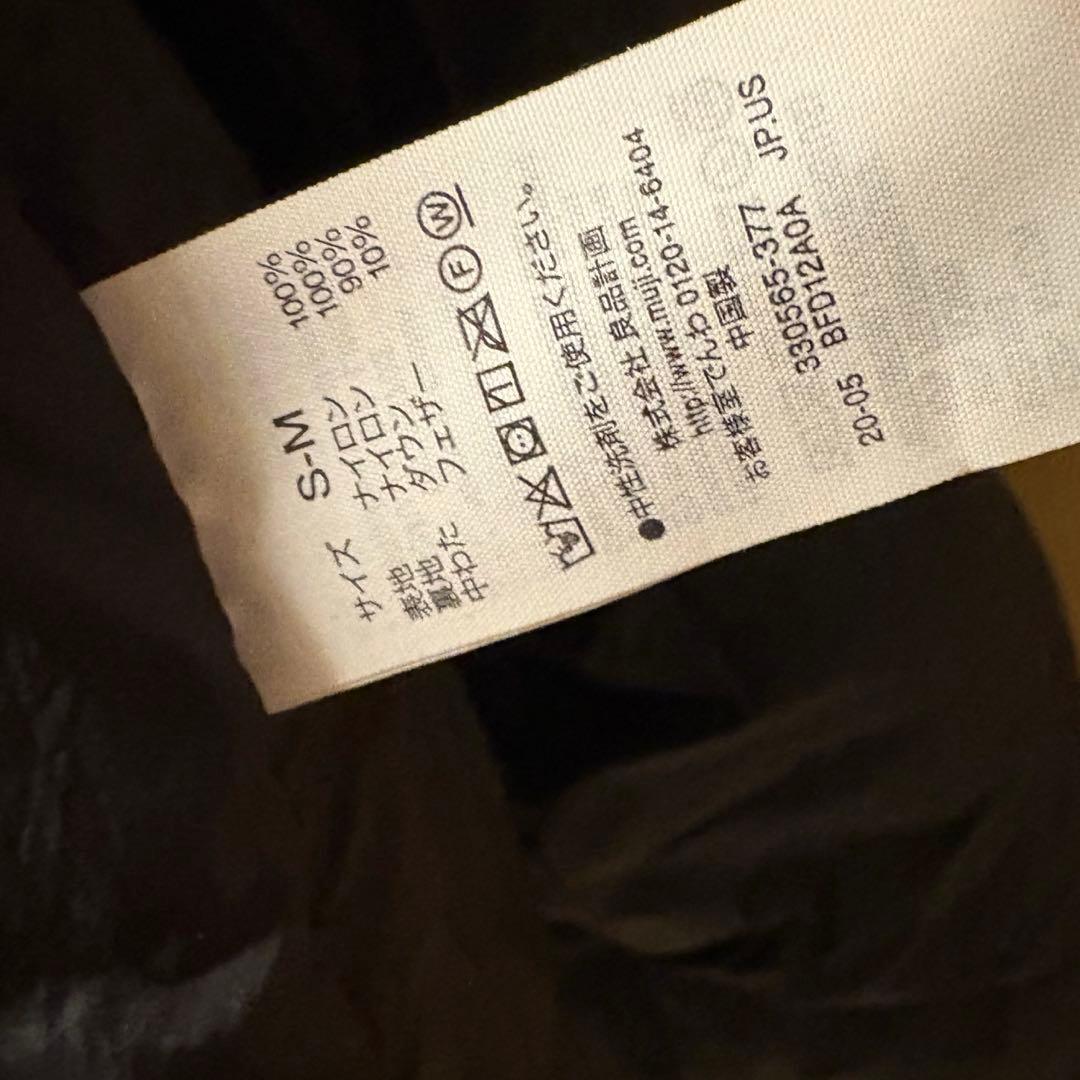 サイズ S-M
表地 ナイロン 100%
裏地 ナイロン 100%
中わた ダウン 90%
フェザー 10%
F W
●中性洗剤をご使用ください。
株式会社 良品計画
http://www.muji.com
お客様室でんわ 0120-14-6404
中国製
330565-377 JP.US
BFD12A0A
20-05